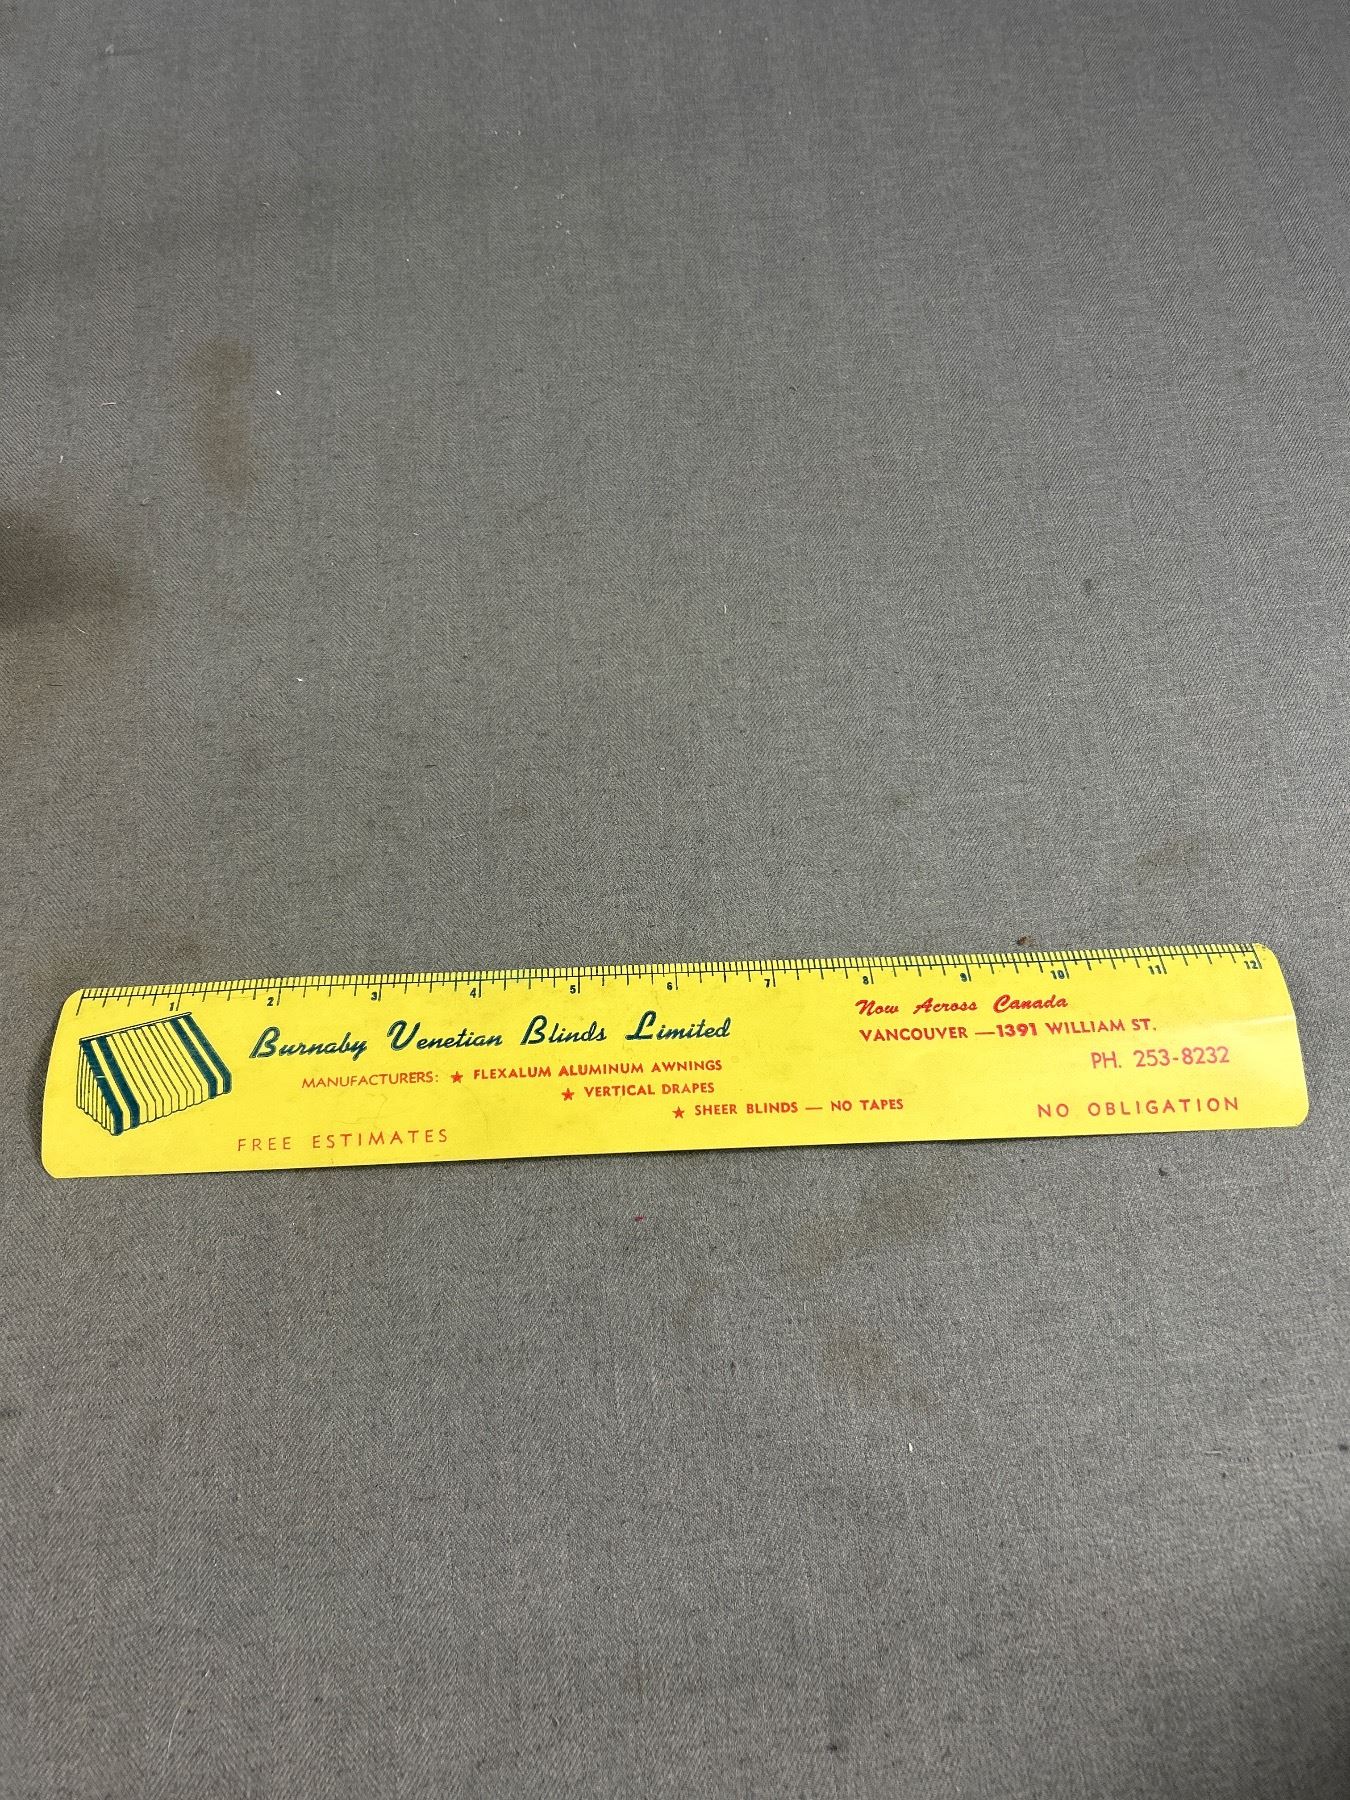 1 2 3 4 5 6 7 8 9 10 11 12
Burnaby Venetian Blinds Limited
MANUFACTURERS: ★ FLEXALUM ALUMINUM AWNINGS
★ VERTICAL DRAPES
★ SHEER BLINDS — NO TAPES
FREE ESTIMATES
Now Across Canada
VANCOUVER —1391 WILLIAM ST.
PH. 253-8232
NO OBLIGATION